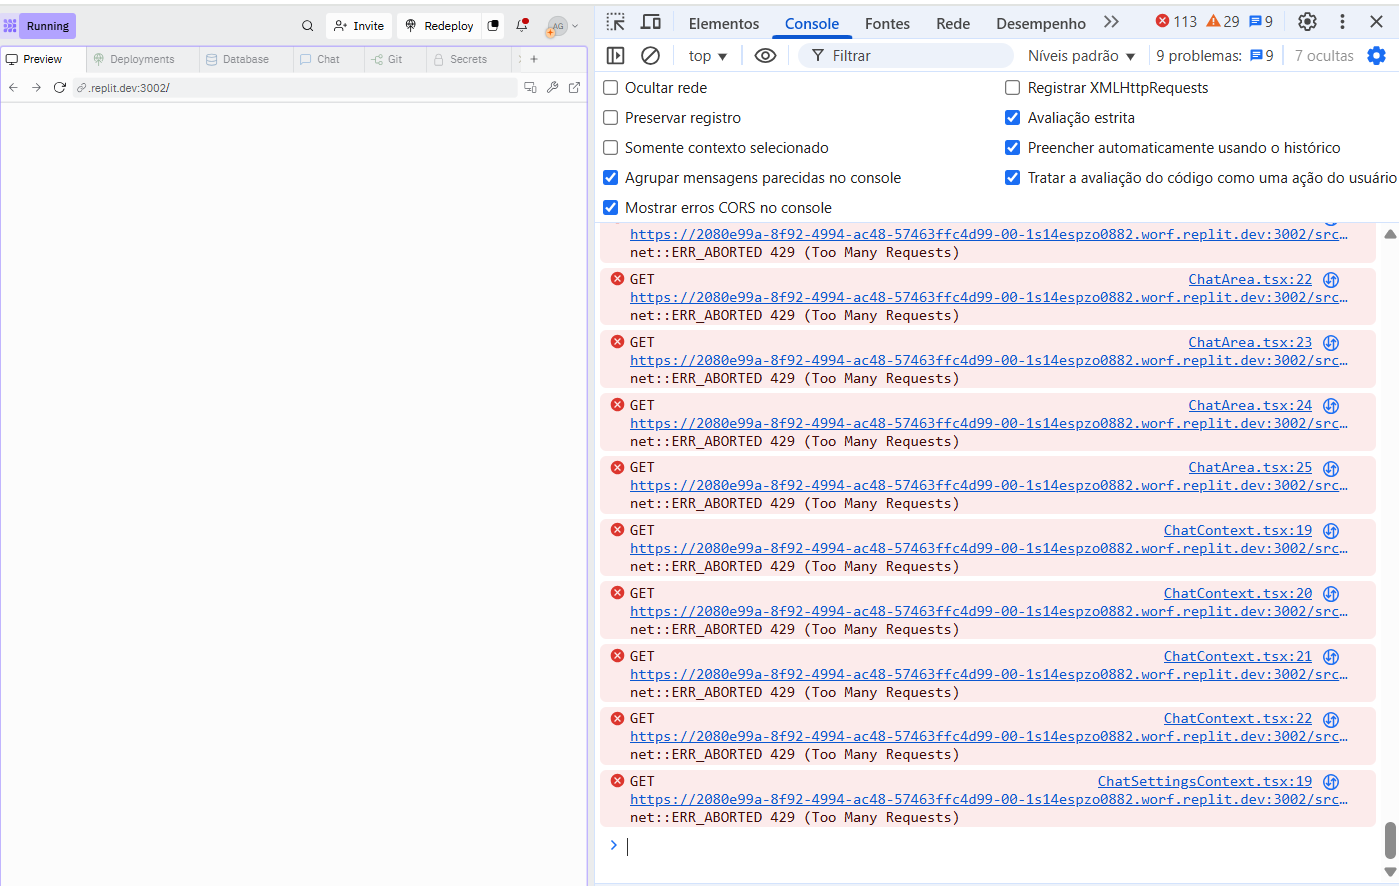 Running
Invite
Redeploy
AG
Preview
Deployments
Database
Chat
Git
Secrets
.replit.dev:3002/
Elementos
Console
Fontes
Rede
Desempenho
113
29
9
top
Filtrar
Níveis padrão
9 problemas:
9
7 ocultas
Ocultar rede
Registrar XMLHttpRequests
Preservar registro
Avaliação estrita
Somente contexto selecionado
Preencher automaticamente usando o histórico
Agrupar mensagens parecidas no console
Tratar a avaliação do código como uma ação do usuário
Mostrar erros CORS no console
https://2080e99a-8f92-4994-ac48-57463ffc4d99-00-1s14espzo0882.worf.replit.dev:3002/src…
net::ERR_ABORTED 429 (Too Many Requests)
GET ChatArea.tsx:22
https://2080e99a-8f92-4994-ac48-57463ffc4d99-00-1s14espzo0882.worf.replit.dev:3002/src…
net::ERR_ABORTED 429 (Too Many Requests)
GET ChatArea.tsx:23
https://2080e99a-8f92-4994-ac48-57463ffc4d99-00-1s14espzo0882.worf.replit.dev:3002/src…
net::ERR_ABORTED 429 (Too Many Requests)
GET ChatArea.tsx:24
https://2080e99a-8f92-4994-ac48-57463ffc4d99-00-1s14espzo0882.worf.replit.dev:3002/src…
net::ERR_ABORTED 429 (Too Many Requests)
GET ChatArea.tsx:25
https://2080e99a-8f92-4994-ac48-57463ffc4d99-00-1s14espzo0882.worf.replit.dev:3002/src…
net::ERR_ABORTED 429 (Too Many Requests)
GET ChatContext.tsx:19
https://2080e99a-8f92-4994-ac48-57463ffc4d99-00-1s14espzo0882.worf.replit.dev:3002/src…
net::ERR_ABORTED 429 (Too Many Requests)
GET ChatContext.tsx:20
https://2080e99a-8f92-4994-ac48-57463ffc4d99-00-1s14espzo0882.worf.replit.dev:3002/src…
net::ERR_ABORTED 429 (Too Many Requests)
GET ChatContext.tsx:21
https://2080e99a-8f92-4994-ac48-57463ffc4d99-00-1s14espzo0882.worf.replit.dev:3002/src…
net::ERR_ABORTED 429 (Too Many Requests)
GET ChatContext.tsx:22
https://2080e99a-8f92-4994-ac48-57463ffc4d99-00-1s14espzo0882.worf.replit.dev:3002/src…
net::ERR_ABORTED 429 (Too Many Requests)
GET ChatSettingsContext.tsx:19
https://2080e99a-8f92-4994-ac48-57463ffc4d99-00-1s14espzo0882.worf.replit.dev:3002/src…
net::ERR_ABORTED 429 (Too Many Requests)